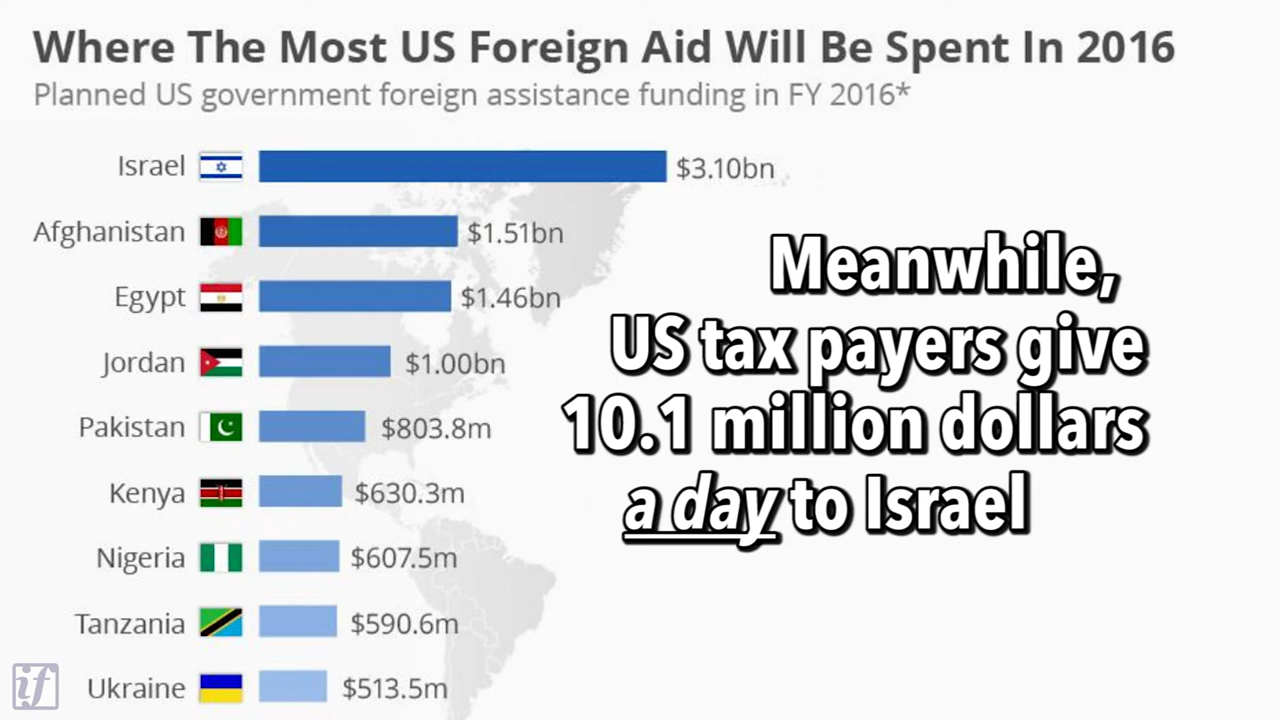 Where The Most US Foreign Aid Will Be Spent In 2016
Planned US government foreign assistance funding in FY 2016*
Israel $3.10bn
Afghanistan $1.51bn
Egypt $1.46bn
Jordan $1.00bn
Pakistan $803.8m
Kenya $630.3m
Nigeria $607.5m
Tanzania $590.6m
Ukraine $513.5m
Meanwhile,
US tax payers give
10.1 million dollars
a day to Israel
if